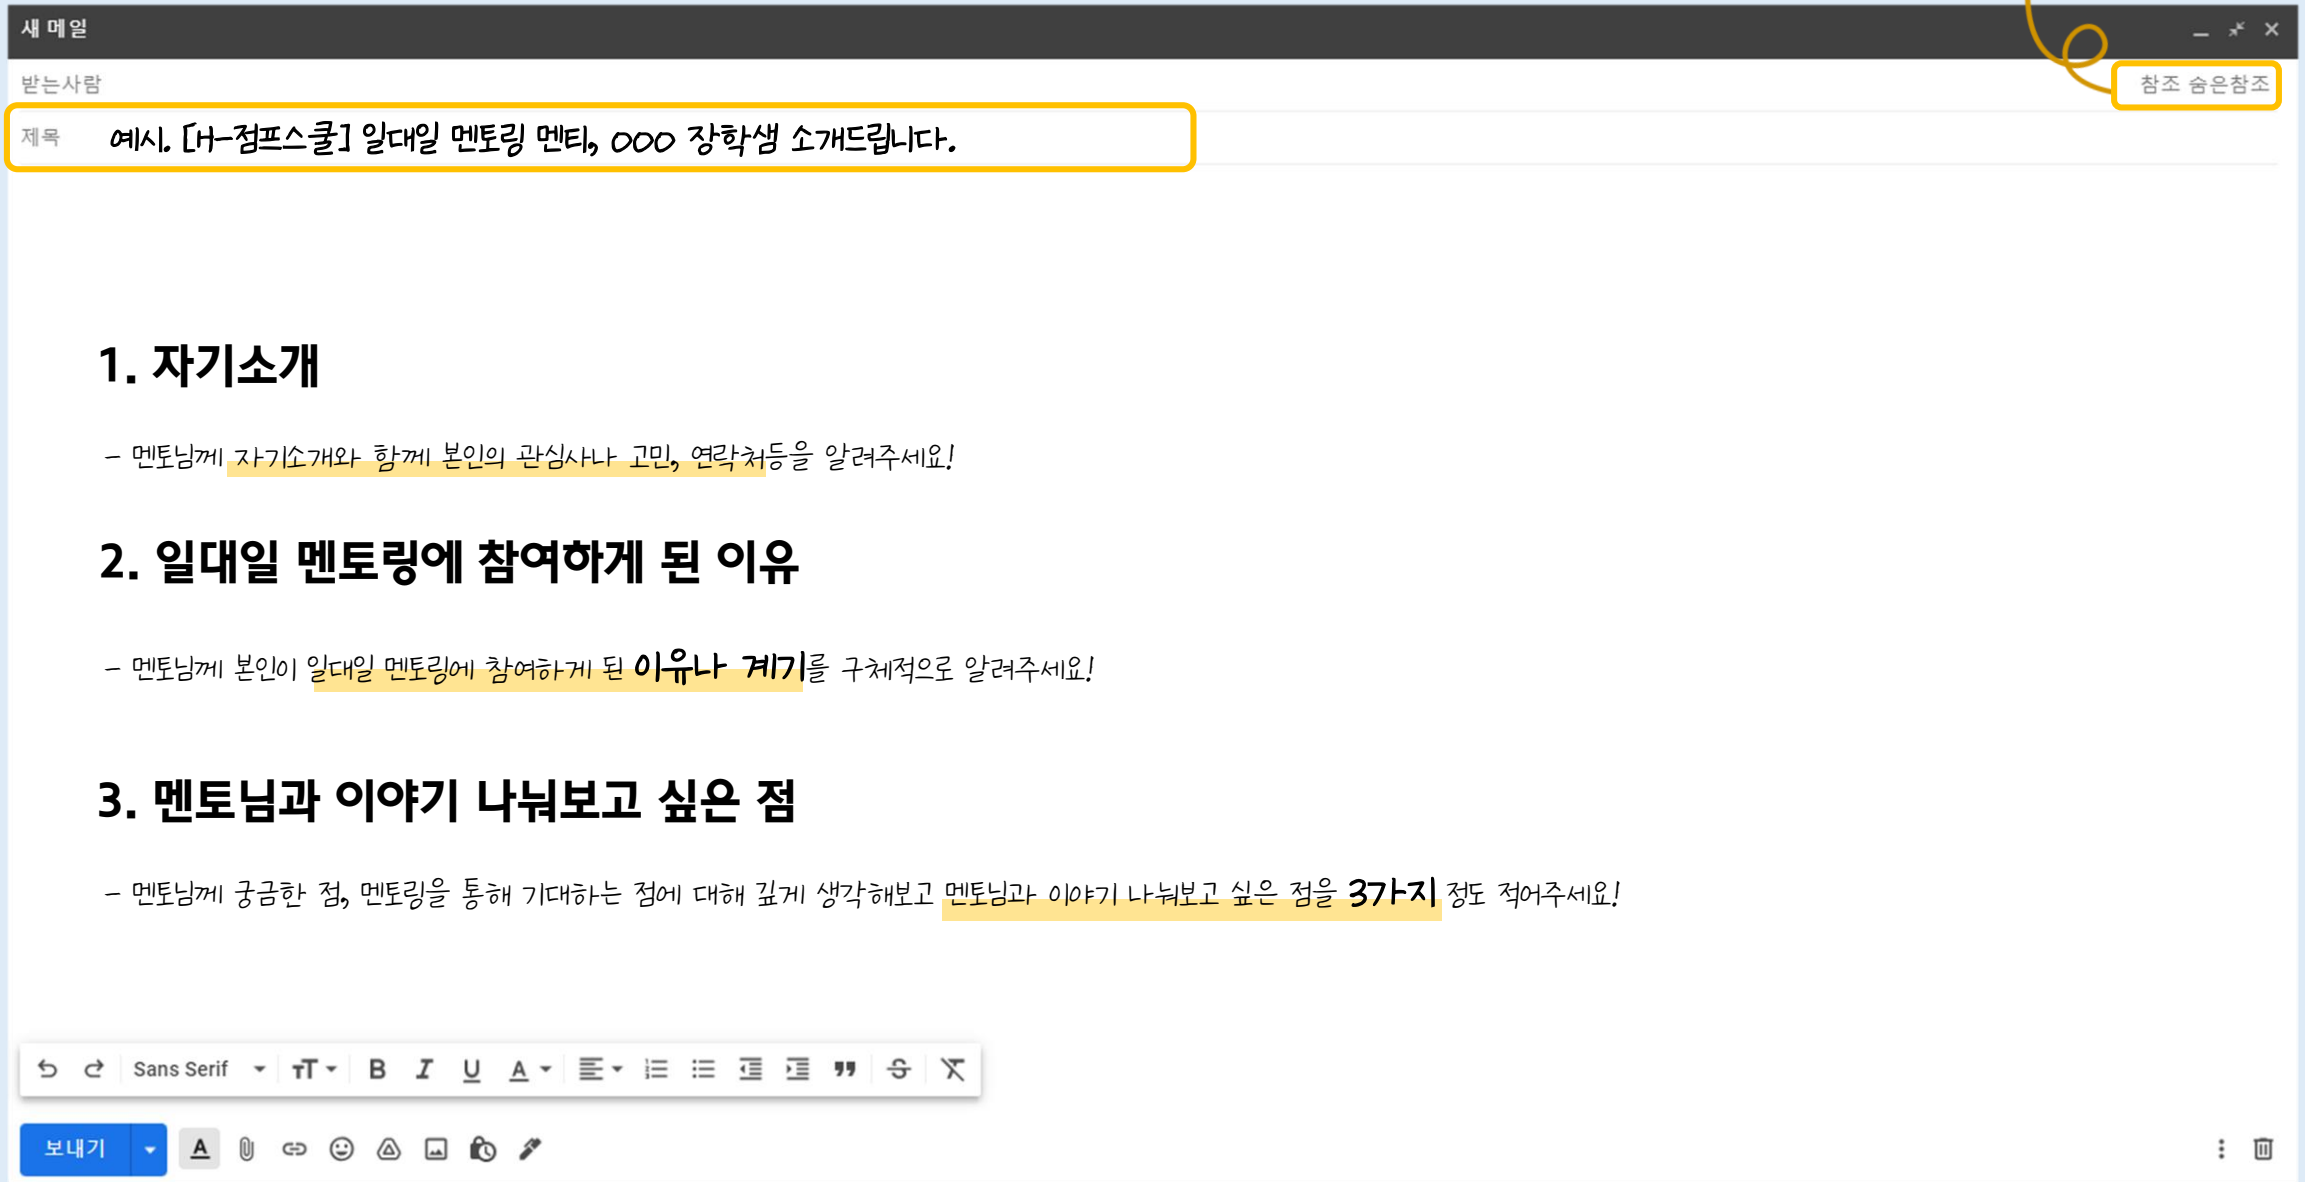 새 메일
받는사람
참조 숨은참조
제목 예시. [H-점프스쿨] 일대일 멘토링 멘티, ooo 장학샘 소개드립니다.
1. 자기소개
- 멘토님께 자기소개와 함께 본인의 관심사나 고민, 연락처등을 알려주세요!
2. 일대일 멘토링에 참여하게 된 이유
- 멘토님께 본인이 일대일 멘토링에 참여하게 된 이유나 계기를 구체적으로 알려주세요!
3. 멘토님과 이야기 나눠보고 싶은 점
- 멘토님께 궁금한 점, 멘토링을 통해 기대하는 점에 대해 깊게 생각해보고 멘토님과 이야기 나눠보고 싶은 점을 3가지 정도 적어주세요!
Sans Serif
보내기